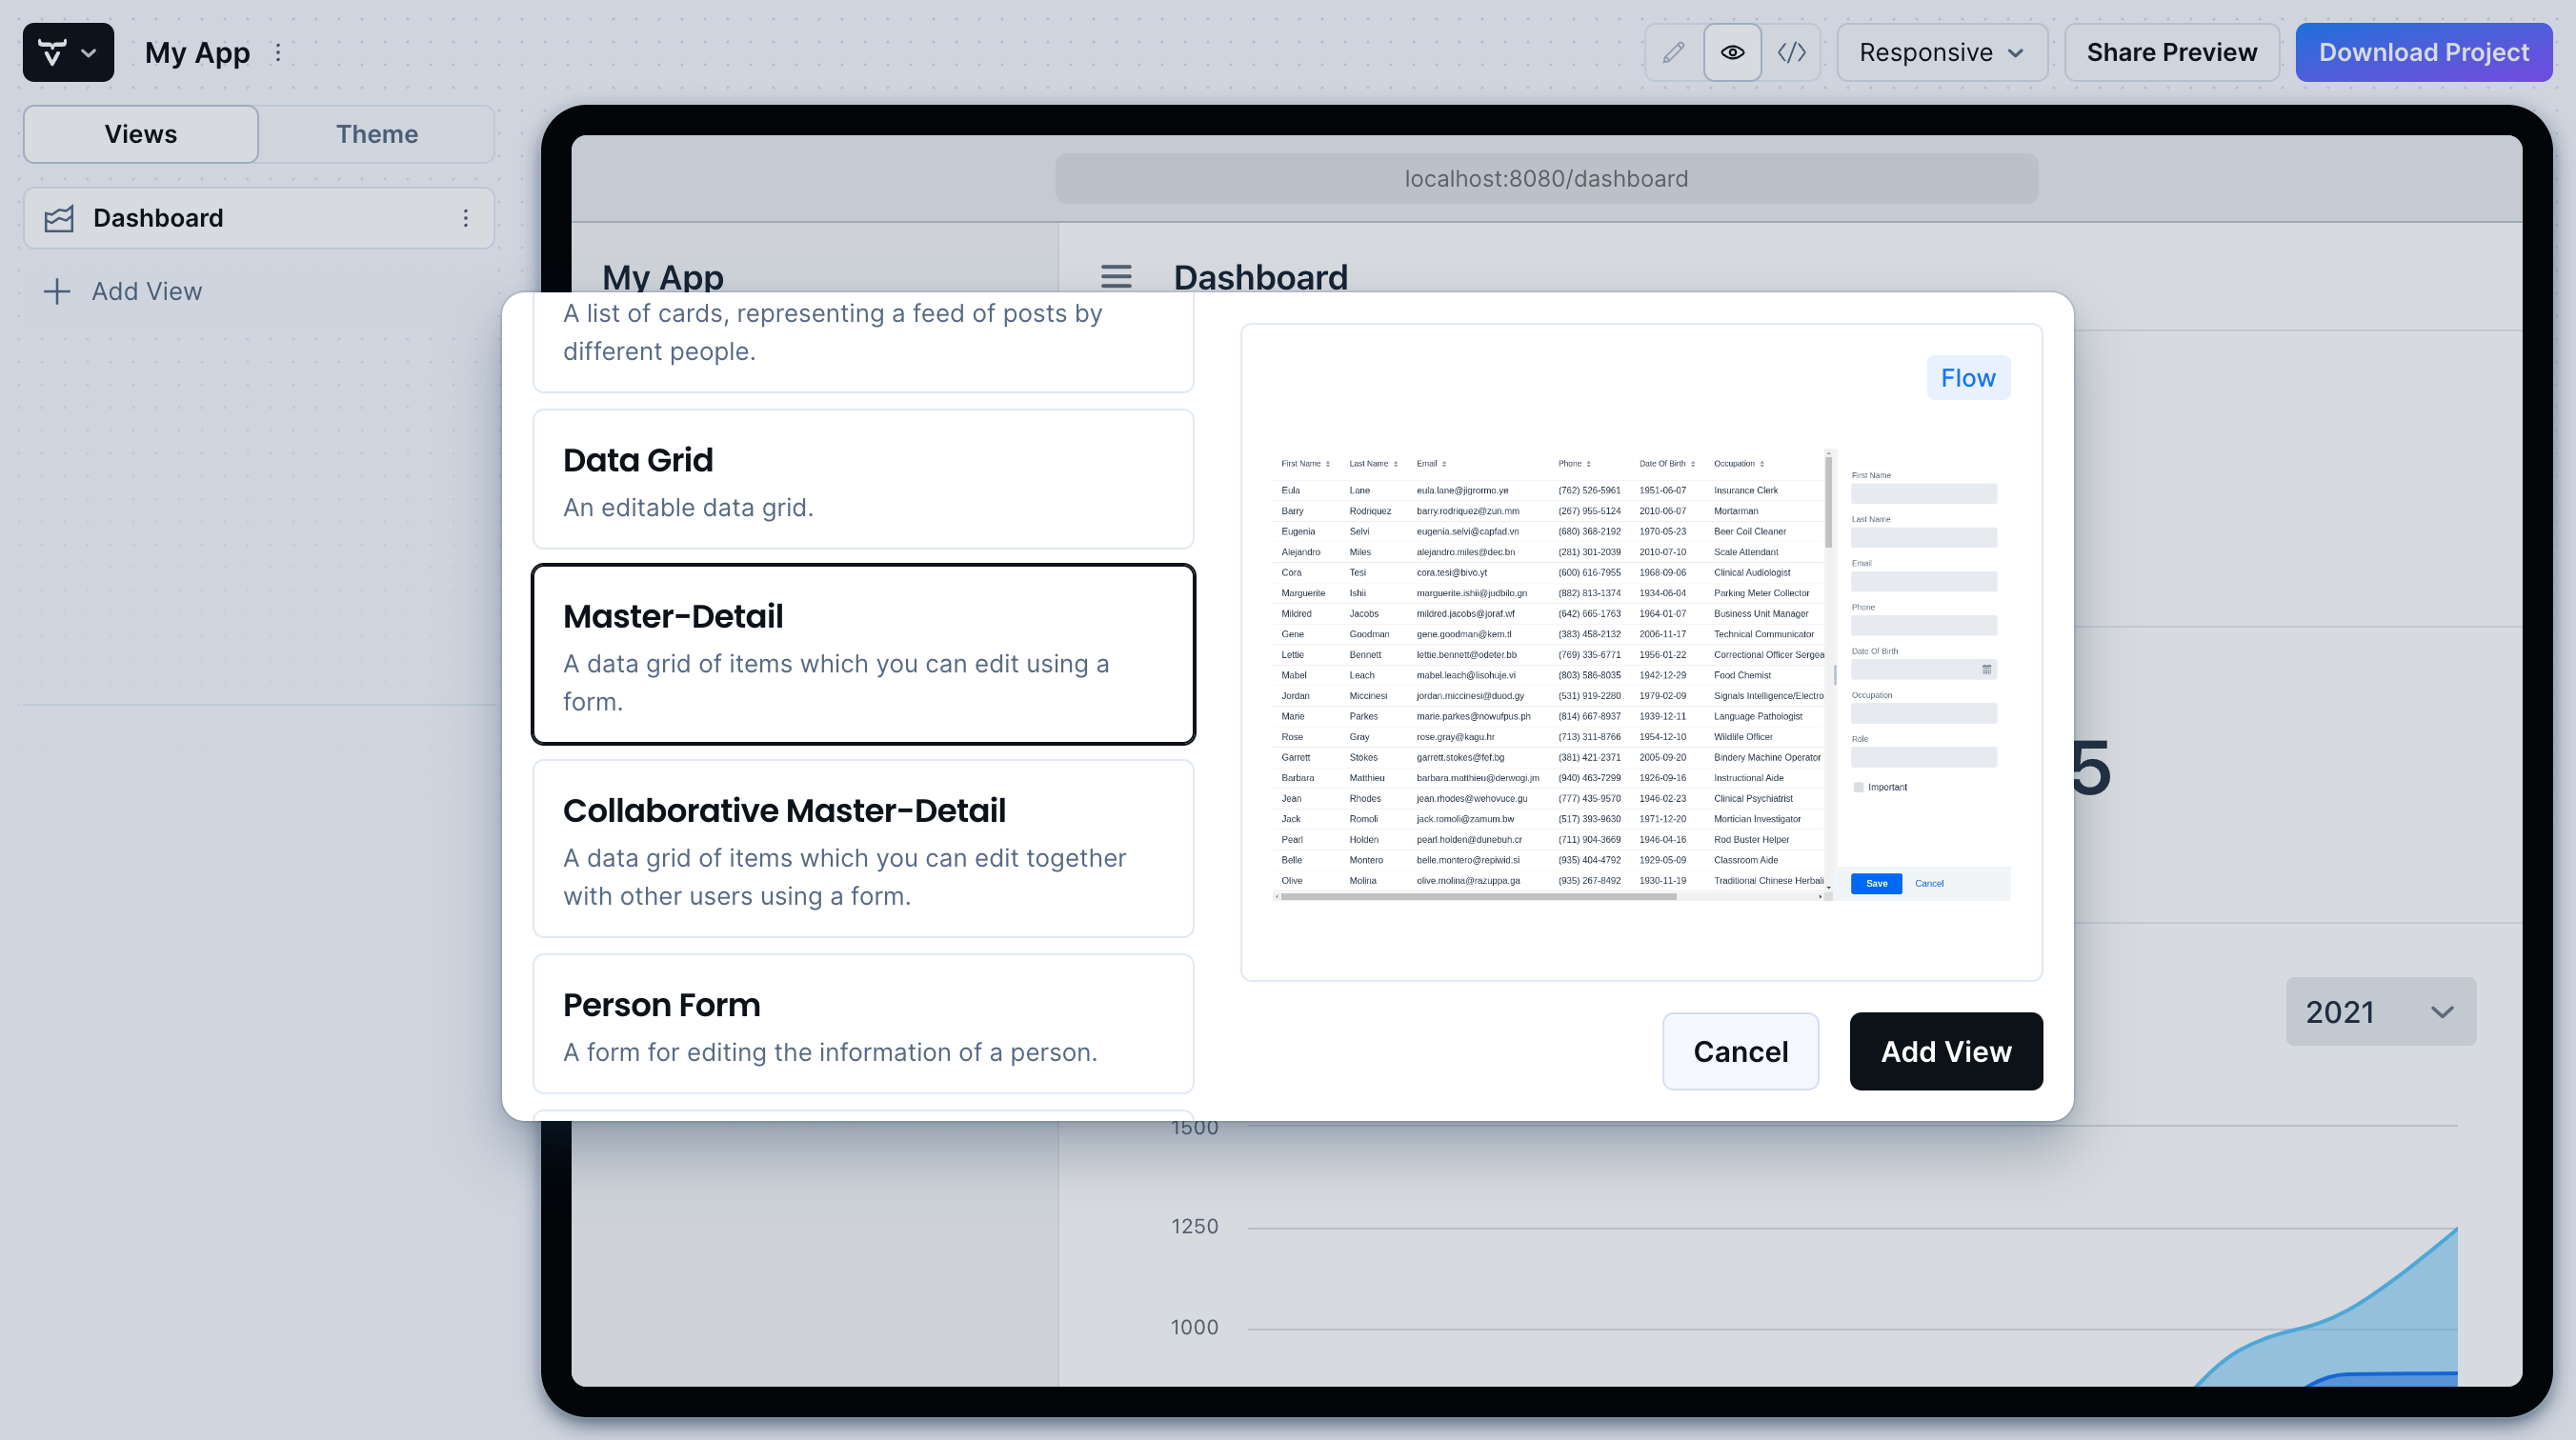 My App
Responsive
Share Preview
Download Project
Views
Theme
Dashboard
Add View
localhost:8080/dashboard
My App
Dashboard
A list of cards, representing a feed of posts by
different people.
Data Grid
An editable data grid.
Master-Detail
A data grid of items which you can edit using a
form.
Collaborative Master-Detail
A data grid of items which you can edit together
with other users using a form.
Person Form
A form for editing the information of a person.
Flow
First Name Last Name Email Phone Date Of Birth Occupation
Eula Lane eula.lane@jigrormo.ye (762) 526-5961 1951-06-07 Insurance Clerk
Barry Rodriquez barry.rodriquez@zun.mm (267) 955-5124 2010-06-07 Mortarman
Eugenia Selvi eugenia.selvi@capfad.vn (680) 368-2192 1970-05-23 Beer Coil Cleaner
Alejandro Miles alejandro.miles@dec.bn (281) 301-2039 2010-07-10 Scale Attendant
Cora Tesi cora.tesi@bivo.yt (600) 616-7955 1968-09-06 Clinical Audiologist
Marguerite Ishii marguerite.ishii@judbilo.gn (882) 813-1374 1934-06-04 Parking Meter Collector
Mildred Jacobs mildred.jacobs@joraf.wf (642) 665-1763 1964-01-07 Business Unit Manager
Gene Goodman gene.goodman@kem.tl (383) 458-2132 2006-11-17 Technical Communicator
Lettie Bennett lettie.bennett@odeter.bb (769) 335-6771 1956-01-22 Correctional Officer Sergea
Mabel Leach mabel.leach@lisohuje.vi (803) 586-8035 1942-12-29 Food Chemist
Jordan Miccinesi jordan.miccinesi@duod.gy (531) 919-2280 1979-02-09 Signals Intelligence/Electro
Marie Parkes marie.parkes@nowufpus.ph (814) 667-8937 1939-12-11 Language Pathologist
Rose Gray rose.gray@kagu.hr (713) 311-8766 1954-12-10 Wildlife Officer
Garrett Stokes garrett.stokes@fef.bg (381) 421-2371 2005-09-20 Bindery Machine Operator
Barbara Matthieu barbara.matthieu@derwogi.jm (940) 463-7299 1926-09-16 Instructional Aide
Jean Rhodes jean.rhodes@wehovuce.gu (777) 435-9570 1946-02-23 Clinical Psychiatrist
Jack Romoli jack.romoli@zamum.bw (517) 393-9630 1971-12-20 Mortician Investigator
Pearl Holden pearl.holden@dunebuh.cr (711) 904-3669 1946-04-16 Rod Buster Helper
Belle Montero belle.montero@repiwid.si (935) 404-4792 1929-05-09 Classroom Aide
Olive Molina olive.molina@razuppa.ga (935) 267-8492 1930-11-19 Traditional Chinese Herbali
First Name
Last Name
Email
Phone
Date Of Birth
Occupation
Role
Important
Save
Cancel
Cancel
Add View
5
2021
1500
1250
1000